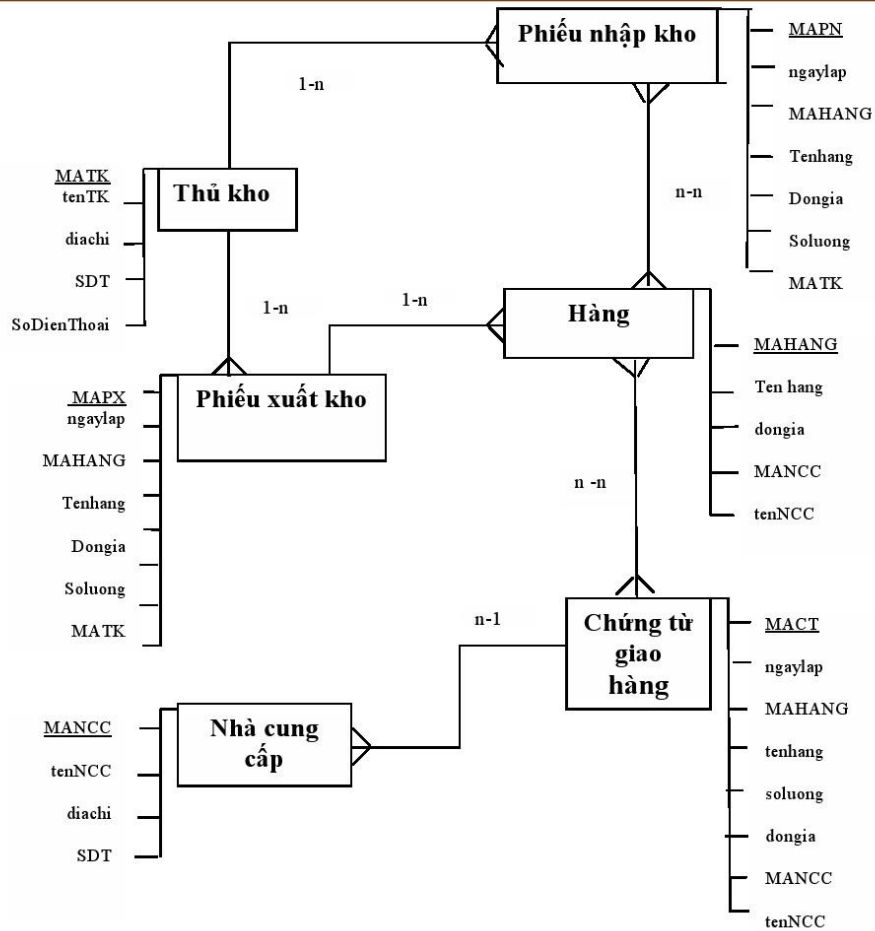 Phiếu nhập kho
MAPN
ngaylap
MAHANG
Tenhang
Dongia
Soluong
MATK
1-n
n-n
Thủ kho
MATK
tenTK
diachi
SDT
SoDienThoai
1-n
1-n
Hàng
MAHANG
Ten hang
dongia
MANCC
tenNCC
Phiếu xuất kho
MAPX
ngaylap
MAHANG
Tenhang
Dongia
Soluong
MATK
n -n
n-1
Chứng từ
giao
hàng
MACT
ngaylap
MAHANG
tenhang
soluong
dongia
MANCC
tenNCC
Nhà cung
cấp
MANCC
tenNCC
diachi
SDT